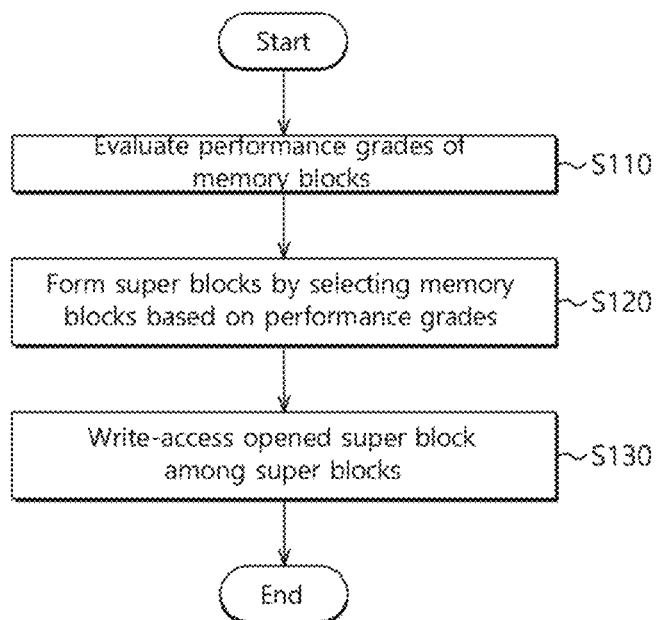 Start
Evaluate performance grades of
memory blocks
S110
Form super blocks by selecting memory
blocks based on performance grades
S120
Write-access opened super block
among super blocks
S130
End